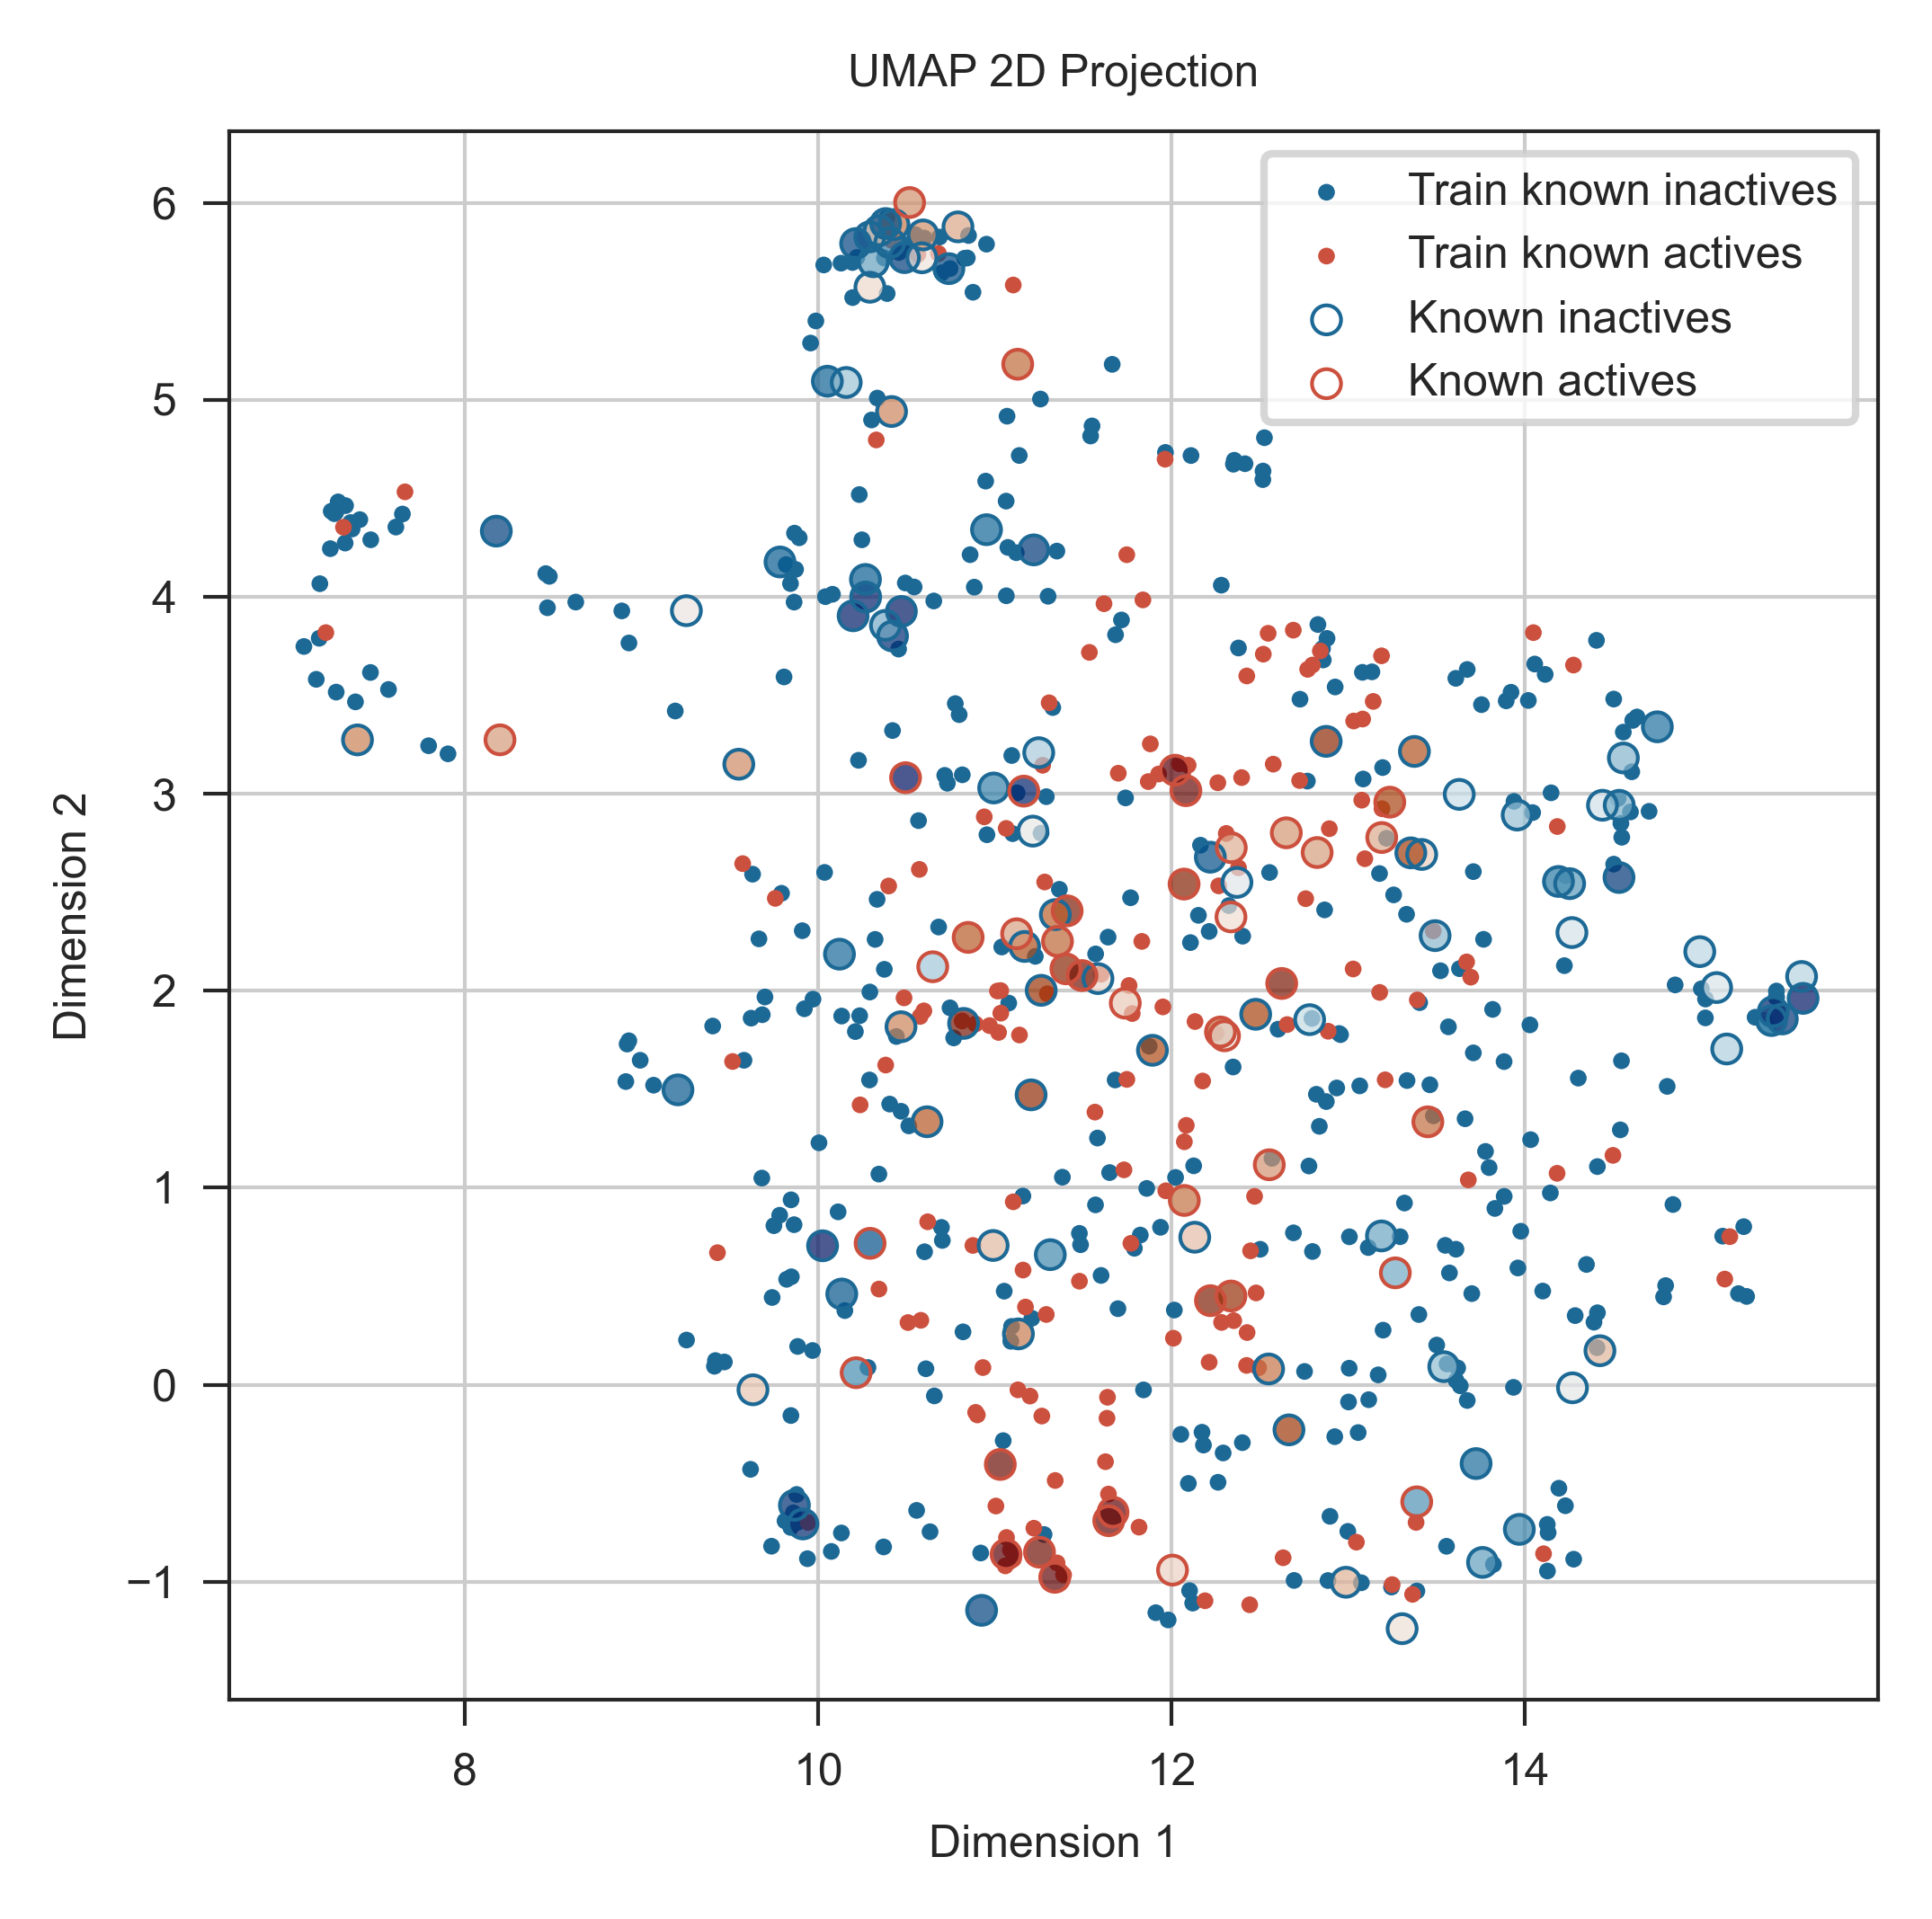 UMAP 2D Projection
Train known inactives
Train known actives
Known inactives
Known actives
6
5
4
3
2
1
0
−1
Dimension 2
8 10 12 14
Dimension 1